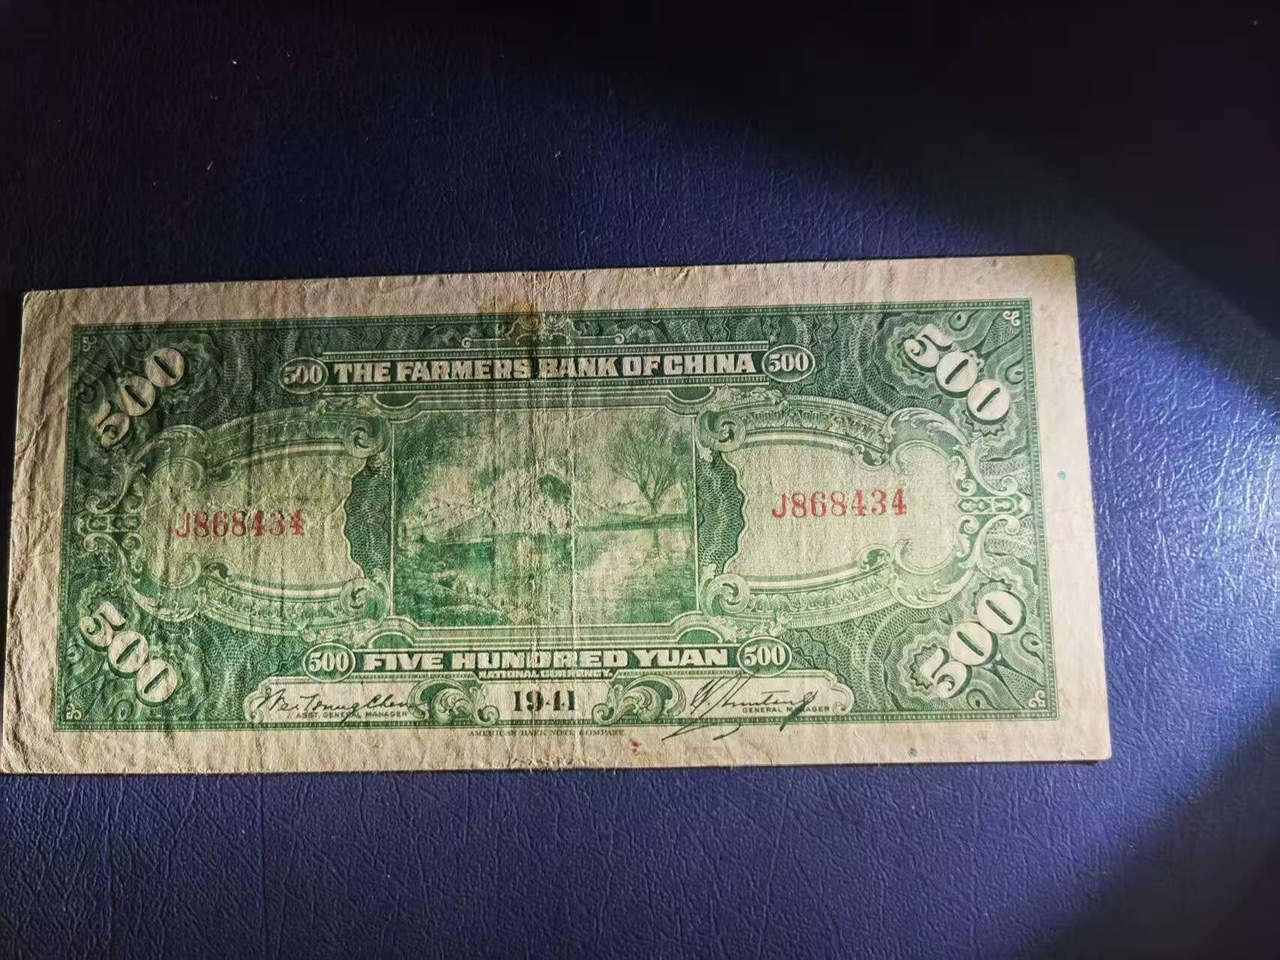 500
500
500 THE FARMERS BANK OF CHINA 500
J868434
J868434
500
500
500 FIVE HUNDRED YUAN 500
NATIONAL CURRENCY.
1941
ASST. GENERAL MANAGER
GENERAL MANAGER
AMERICAN BANK NOTE COMPANY.